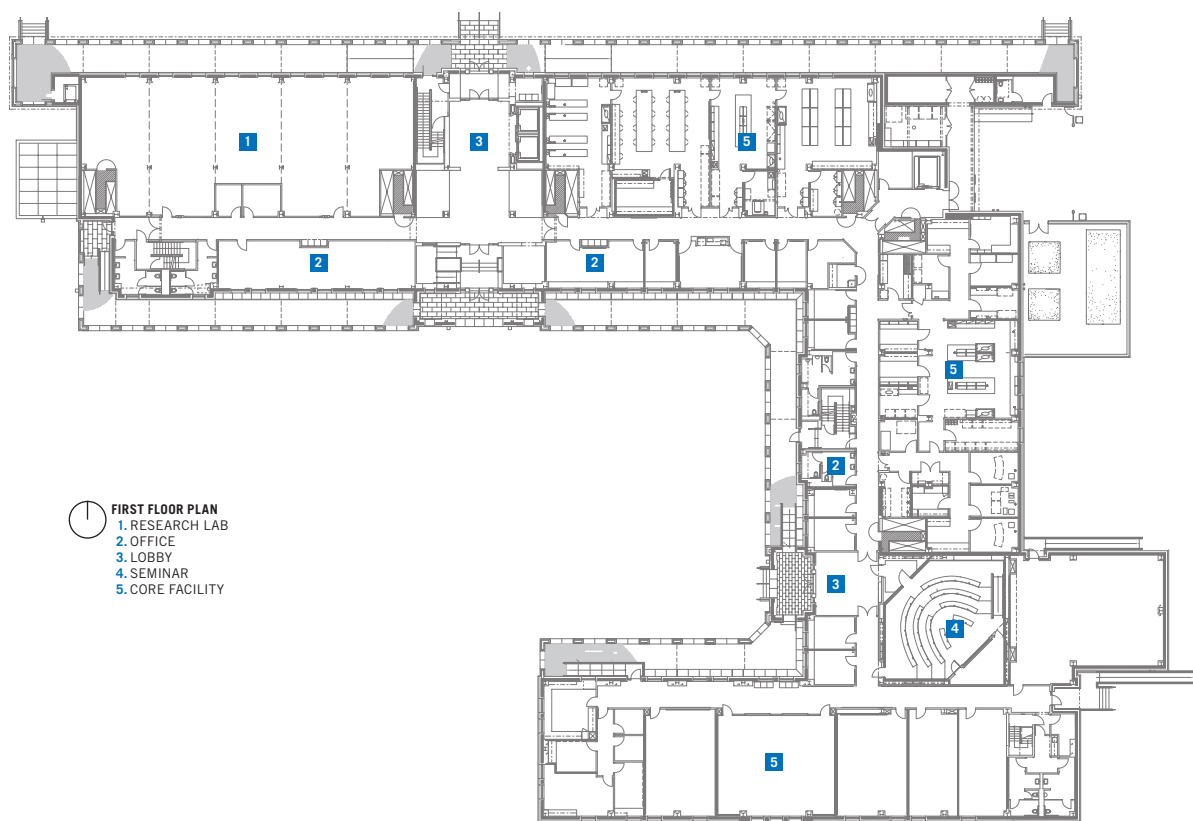 1
3
5
2
2
5
2
FIRST FLOOR PLAN
1. RESEARCH LAB
2. OFFICE
3. LOBBY
4. SEMINAR
5. CORE FACILITY
3
4
5